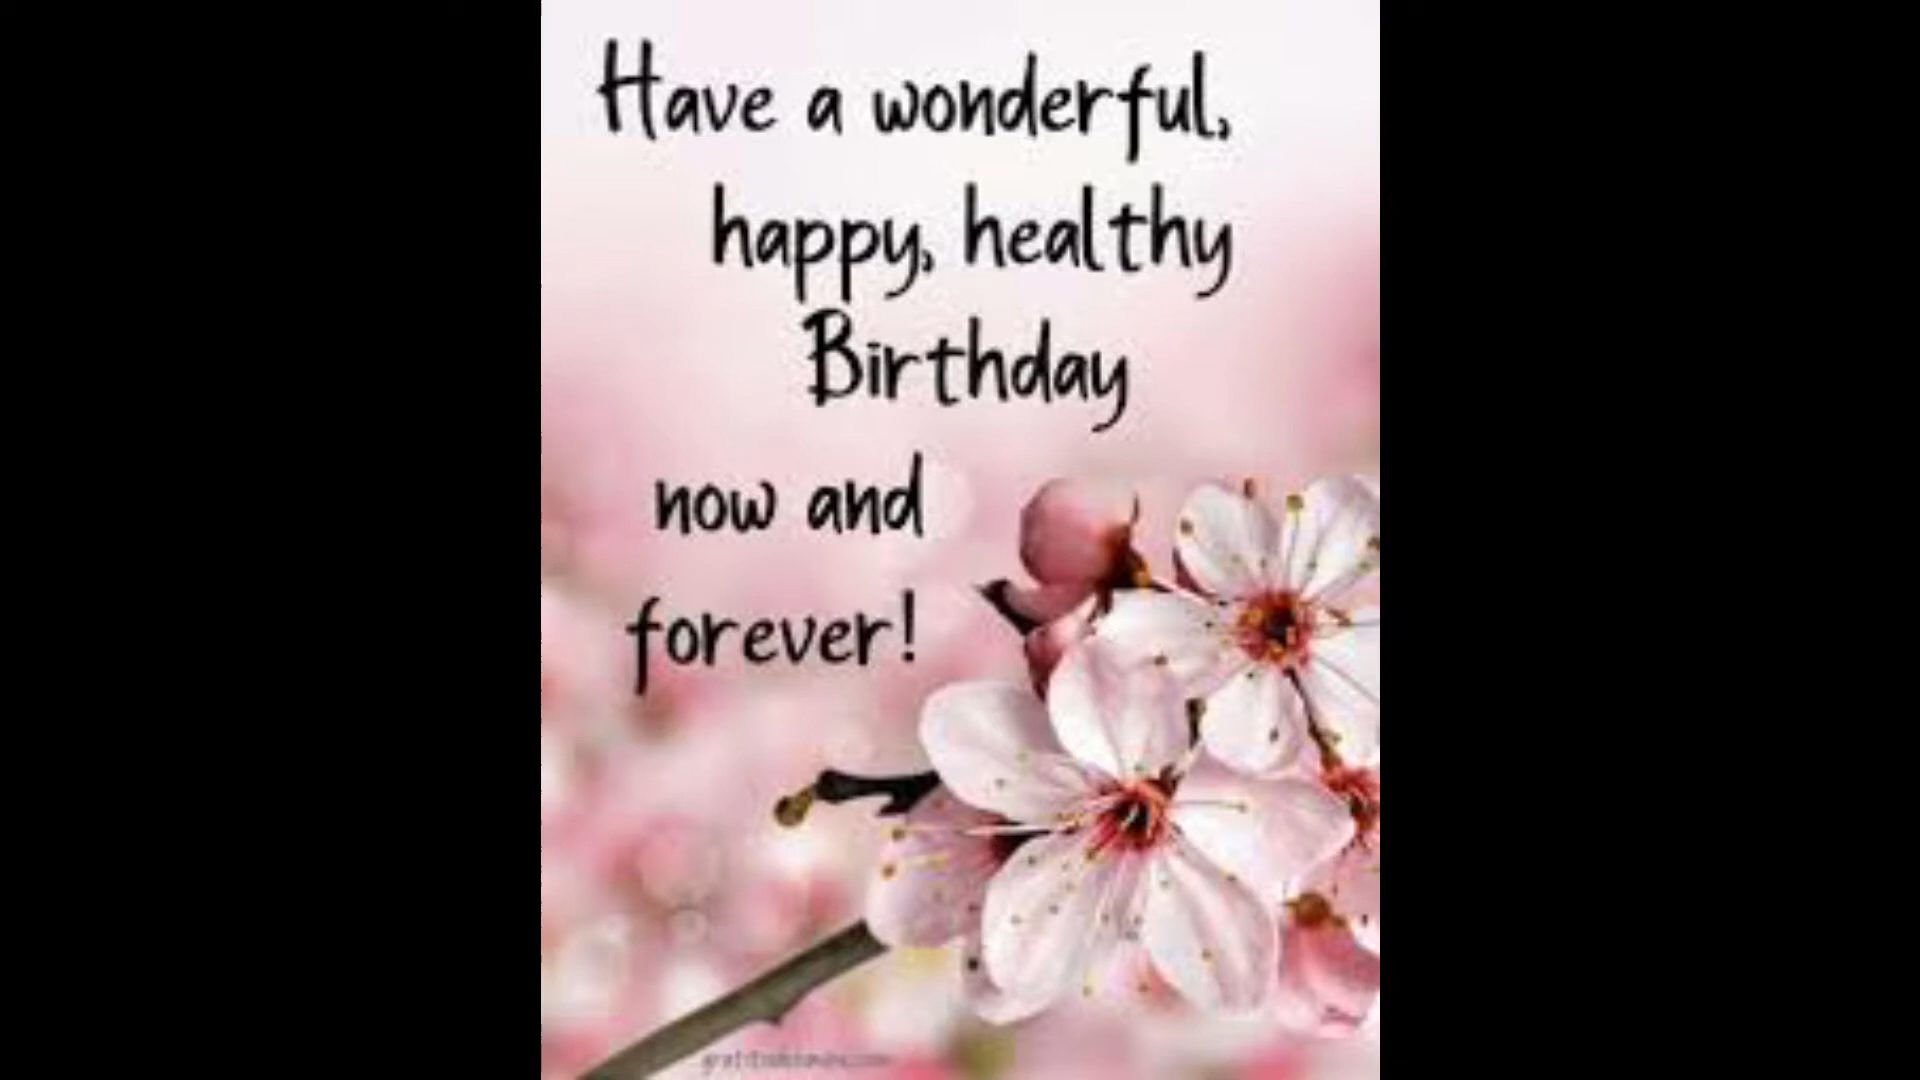 Have a wonderful,
happy, healthy
Birthday
now and
forever!